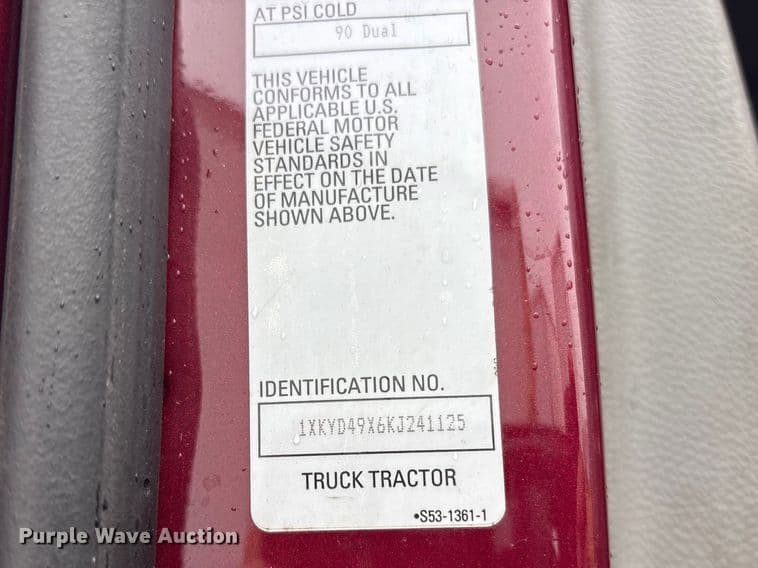 AT PSI COLD
90 Dual
THIS VEHICLE
CONFORMS TO ALL
APPLICABLE U.S.
FEDERAL MOTOR
VEHICLE SAFETY
STANDARDS IN
EFFECT ON THE DATE
OF MANUFACTURE
SHOWN ABOVE.
IDENTIFICATION NO.
1XKYD49X6KJ241125
TRUCK TRACTOR
•S53-1361-1
Purple Wave Auction